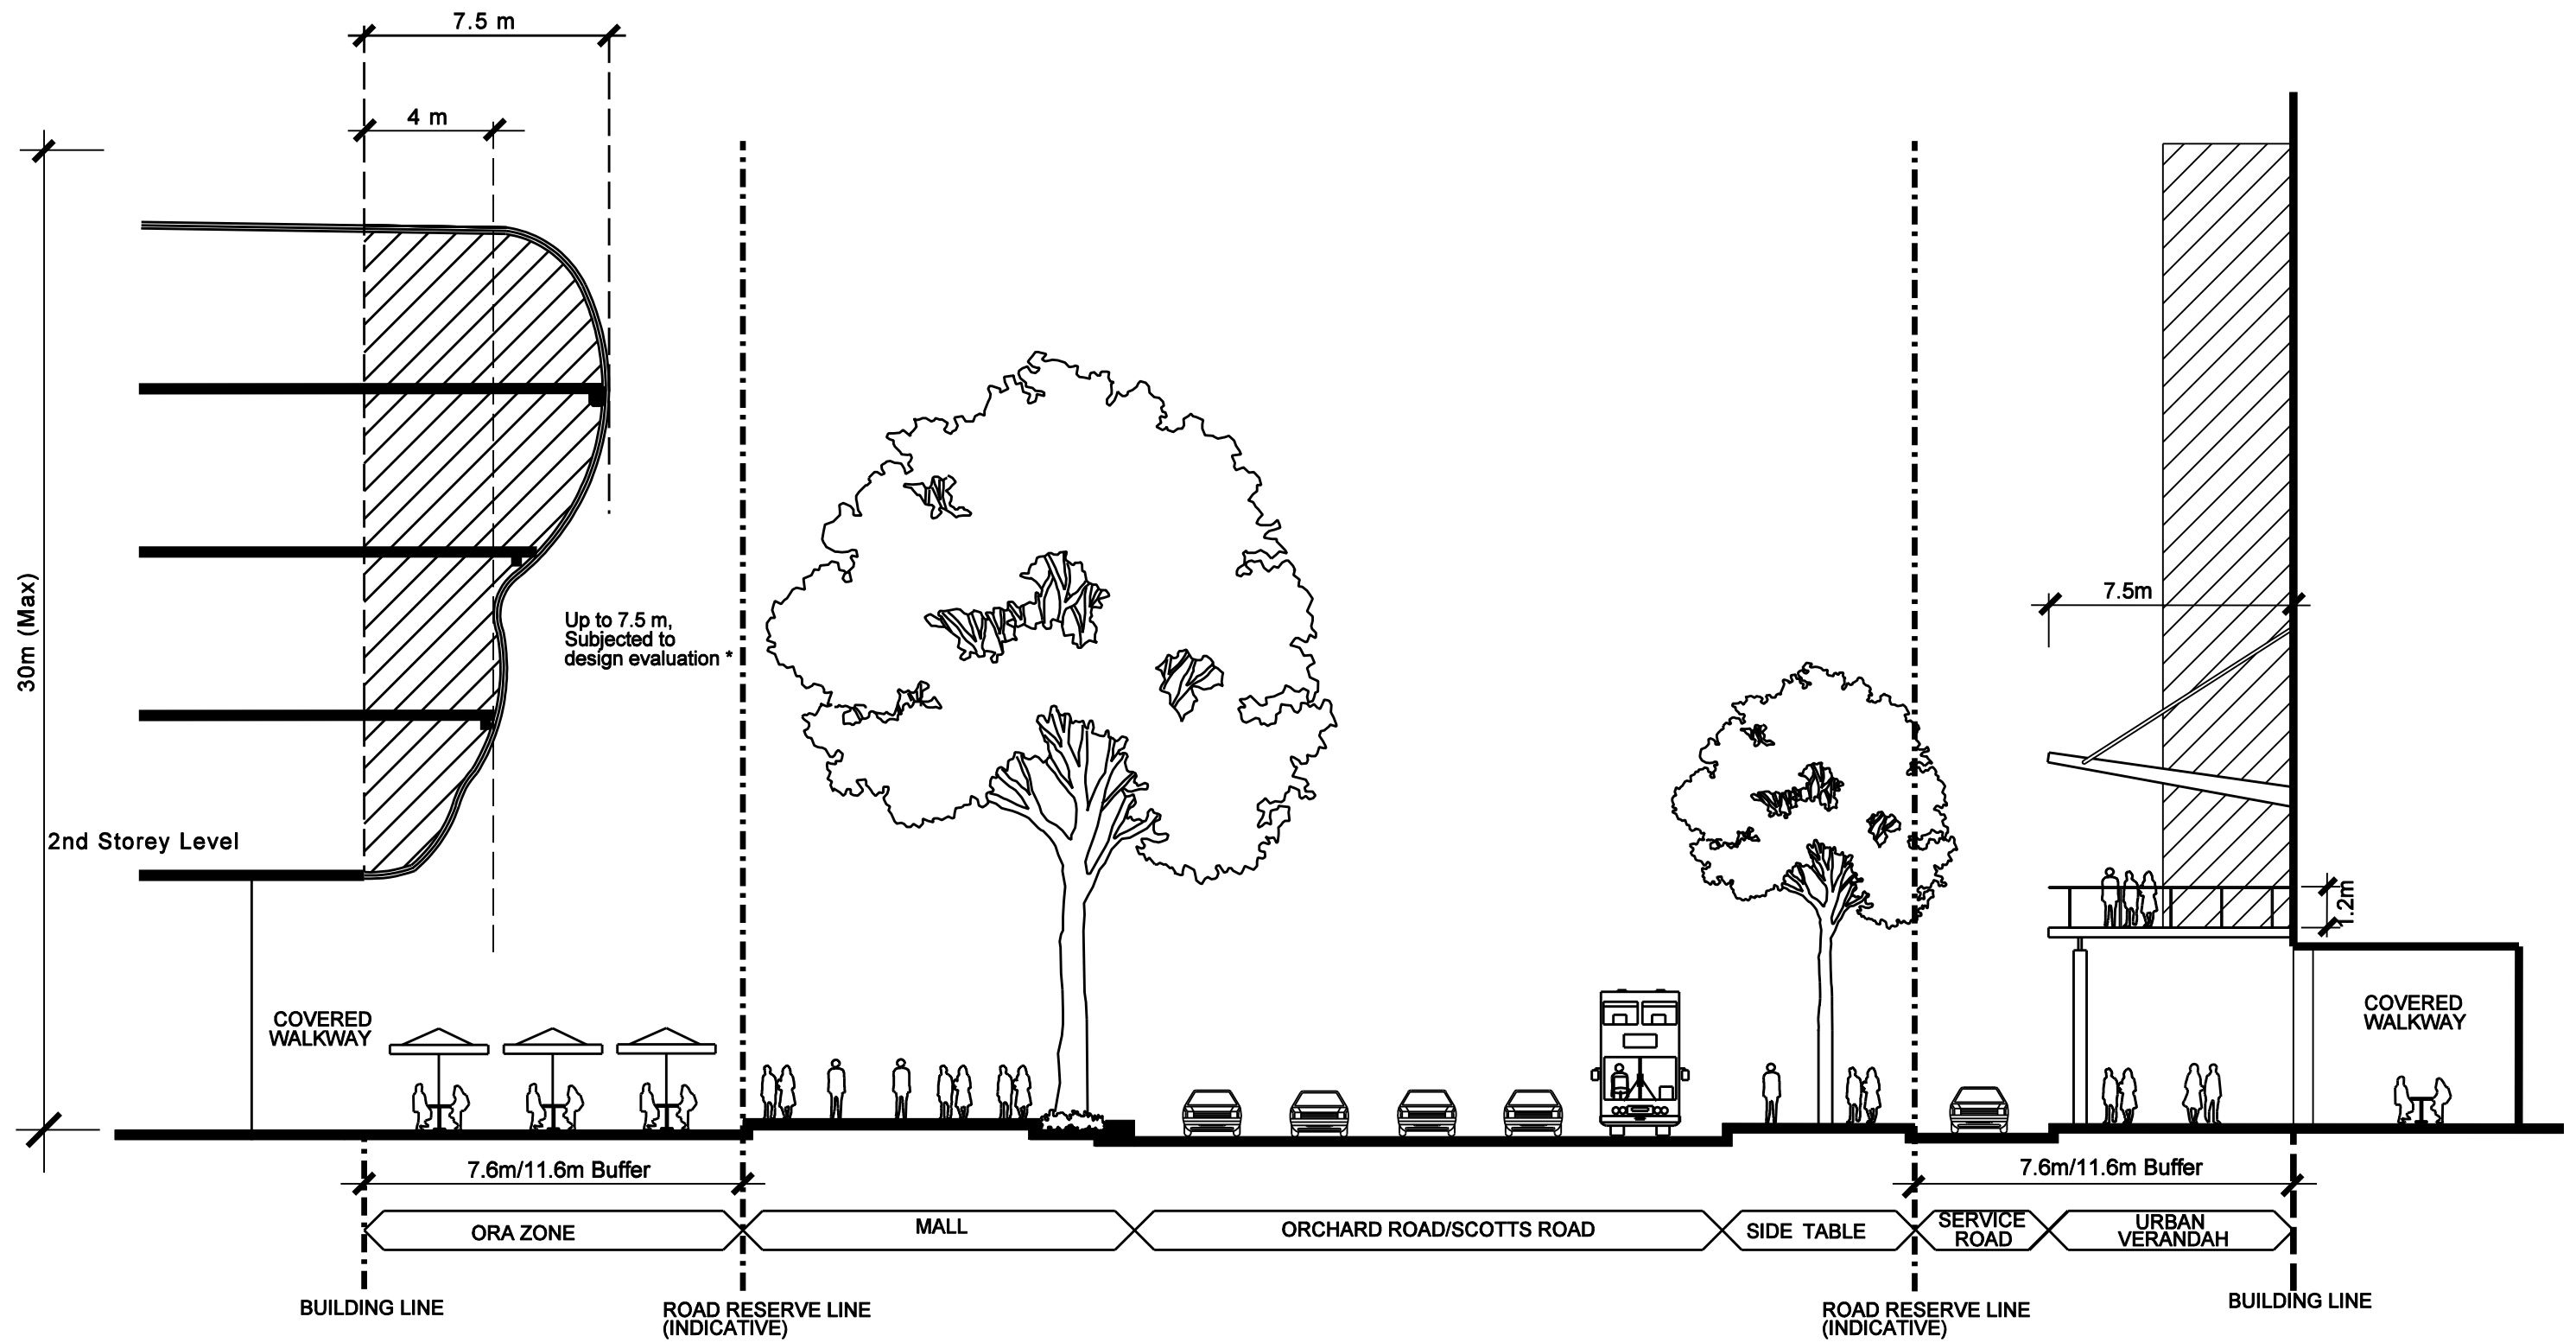 7.5 m
4 m
30m (Max)
Up to 7.5 m,
Subjected to
design evaluation *
7.5m
2nd Storey Level
1.2m
COVERED
WALKWAY
COVERED
WALKWAY
7.6m/11.6m Buffer
7.6m/11.6m Buffer
ORA ZONE
MALL
ORCHARD ROAD/SCOTTS ROAD
SIDE TABLE
SERVICE
ROAD
URBAN
VERANDAH
BUILDING LINE
ROAD RESERVE LINE
(INDICATIVE)
ROAD RESERVE LINE
(INDICATIVE)
BUILDING LINE